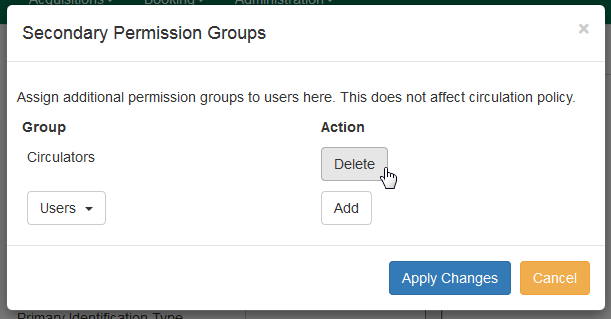 Acquisitions Booking Administration
Secondary Permission Groups ×
Assign additional permission groups to users here. This does not affect circulation policy.
Group Action
Circulators Delete
Users Add
Apply Changes Cancel
Primary Identification Type